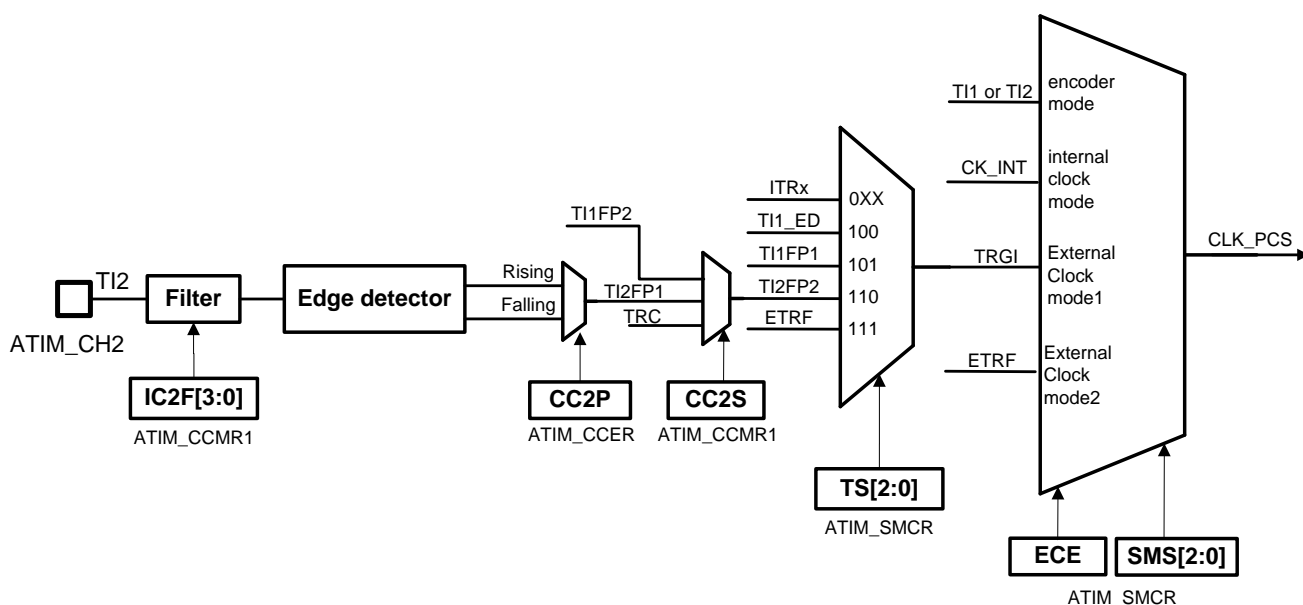 TI2
ATIM_CH2
Filter
IC2F[3:0]
ATIM_CCMR1
Edge detector
Rising
Falling
CC2P
ATIM_CCER
TI1FP2
TI2FP1
TRC
CC2S
ATIM_CCMR1
ITRx
TI1_ED
TI1FP1
TI2FP2
ETRF
0XX
100
101
110
111
TS[2:0]
ATIM_SMCR
TI1 or TI2
CK_INT
TRGI
ETRF
encoder
mode
internal
clock
mode
External
Clock
mode1
External
Clock
mode2
ECE
SMS[2:0]
ATIM_SMCR
CLK_PCS